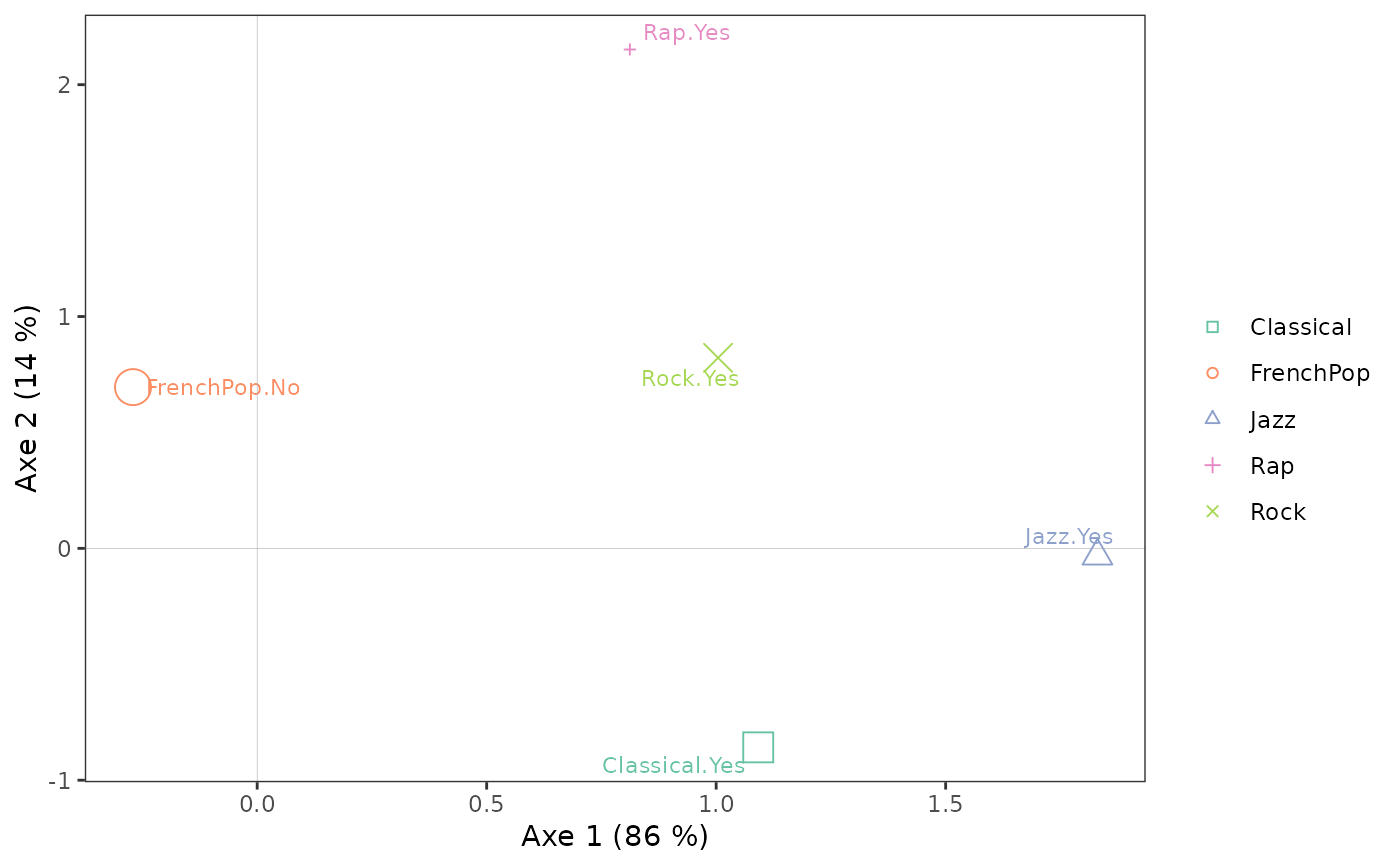 Rap.Yes
2
1
Rock.Yes
FrenchPop.No
Jazz.Yes
0
Classical.Yes
-1
0.0
0.5
1.0
1.5
Axe 1 (86 %)
Axe 2 (14 %)
Classical
FrenchPop
Jazz
Rap
Rock